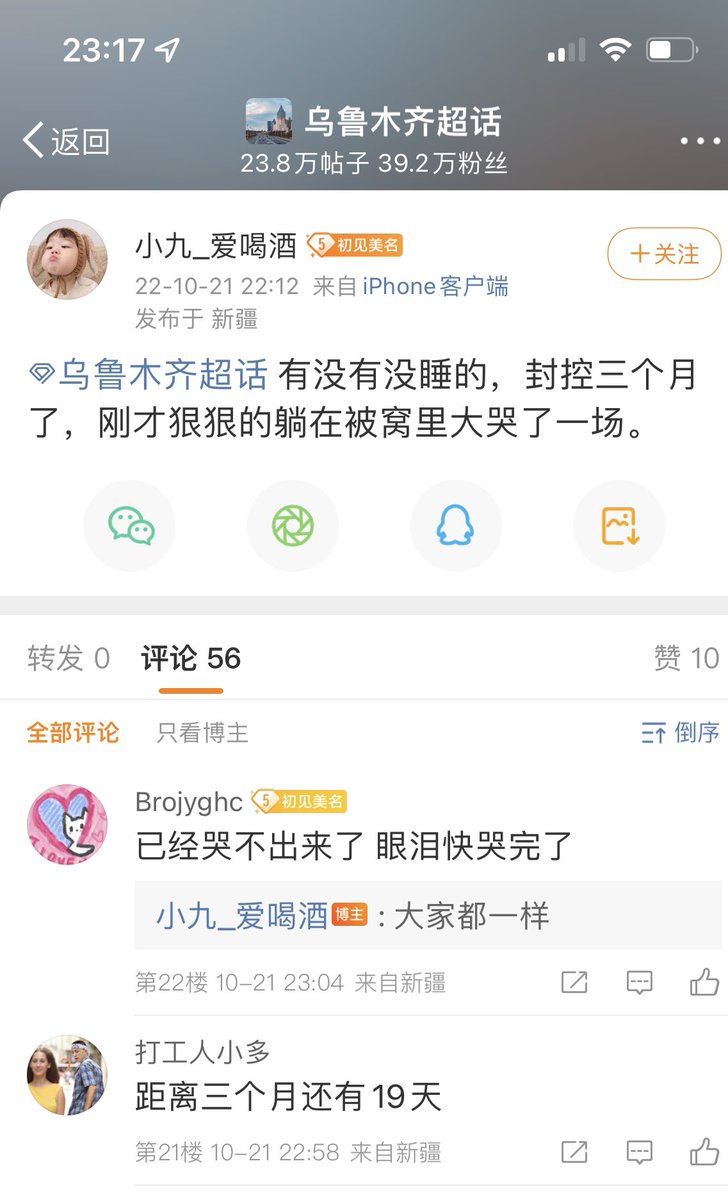 23:17
返回
乌鲁木齐超话
23.8万帖子 39.2万粉丝
小九_爱喝酒 5 初见美名
22-10-21 22:12 来自 iPhone客户端
发布于 新疆
+关注
乌鲁木齐超话 有没有没睡的，封控三个月
了，刚才狠狠的躺在被窝里大哭了一场。
转发 0 评论 56 赞 10
全部评论 只看博主 倒序
Brojyghc 5 初见美名
已经哭不出来了 眼泪快哭完了
小九_爱喝酒 博主 : 大家都一样
第22楼 10-21 23:04 来自新疆
打工人小多
距离三个月还有19天
第21楼 10-21 22:58 来自新疆